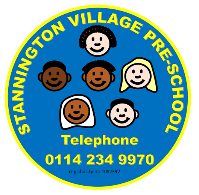 STANNINGTON VILLAGE PRE-SCHOOL
Telephone
0114 234 9970